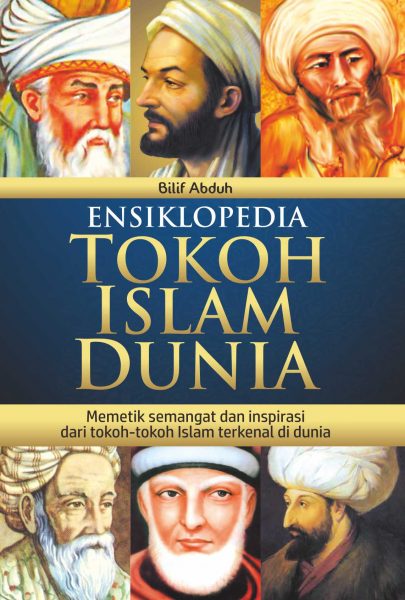 Bilif Abduh
ENSIKLOPEDIA
TOKOH
ISLAM
DUNIA
Memetik semangat dan inspirasi
dari tokoh-tokoh Islam terkenal di dunia